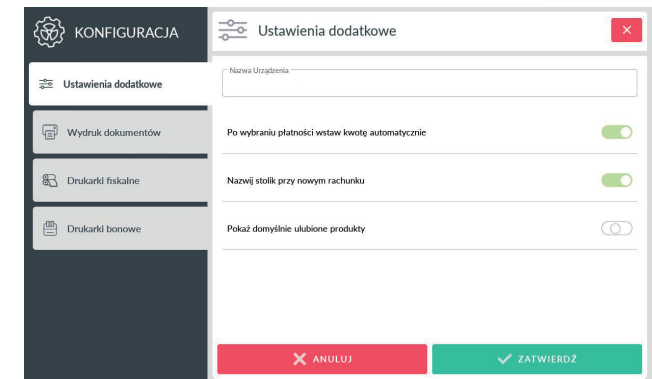 KONFIGURACJA
Ustawienia dodatkowe
Wydruk dokumentów
Drukarki fiskalne
Drukarki bonowe
Ustawienia dodatkowe
Nazwa Urządzenia
Po wybraniu płatności wstaw kwotę automatycznie
Nazwij stolik przy nowym rachunku
Pokaż domyślnie ulubione produkty
ANULUJ
ZATWIERDŹ